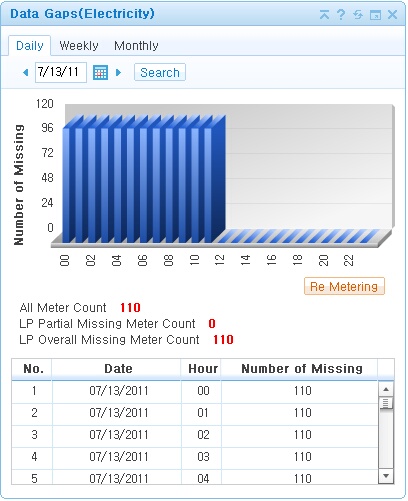 Data Gaps(Electricity)
Daily Weekly Monthly
7/13/11 Search
Number of Missing
120
96
72
48
24
0
00 02 04 06 08 10 12 14 16 18 20 22
Re Metering
All Meter Count 110
LP Partial Missing Meter Count 0
LP Overall Missing Meter Count 110
No. Date Hour Number of Missing
1 07/13/2011 00 110
2 07/13/2011 01 110
3 07/13/2011 02 110
4 07/13/2011 03 110
5 07/13/2011 04 110